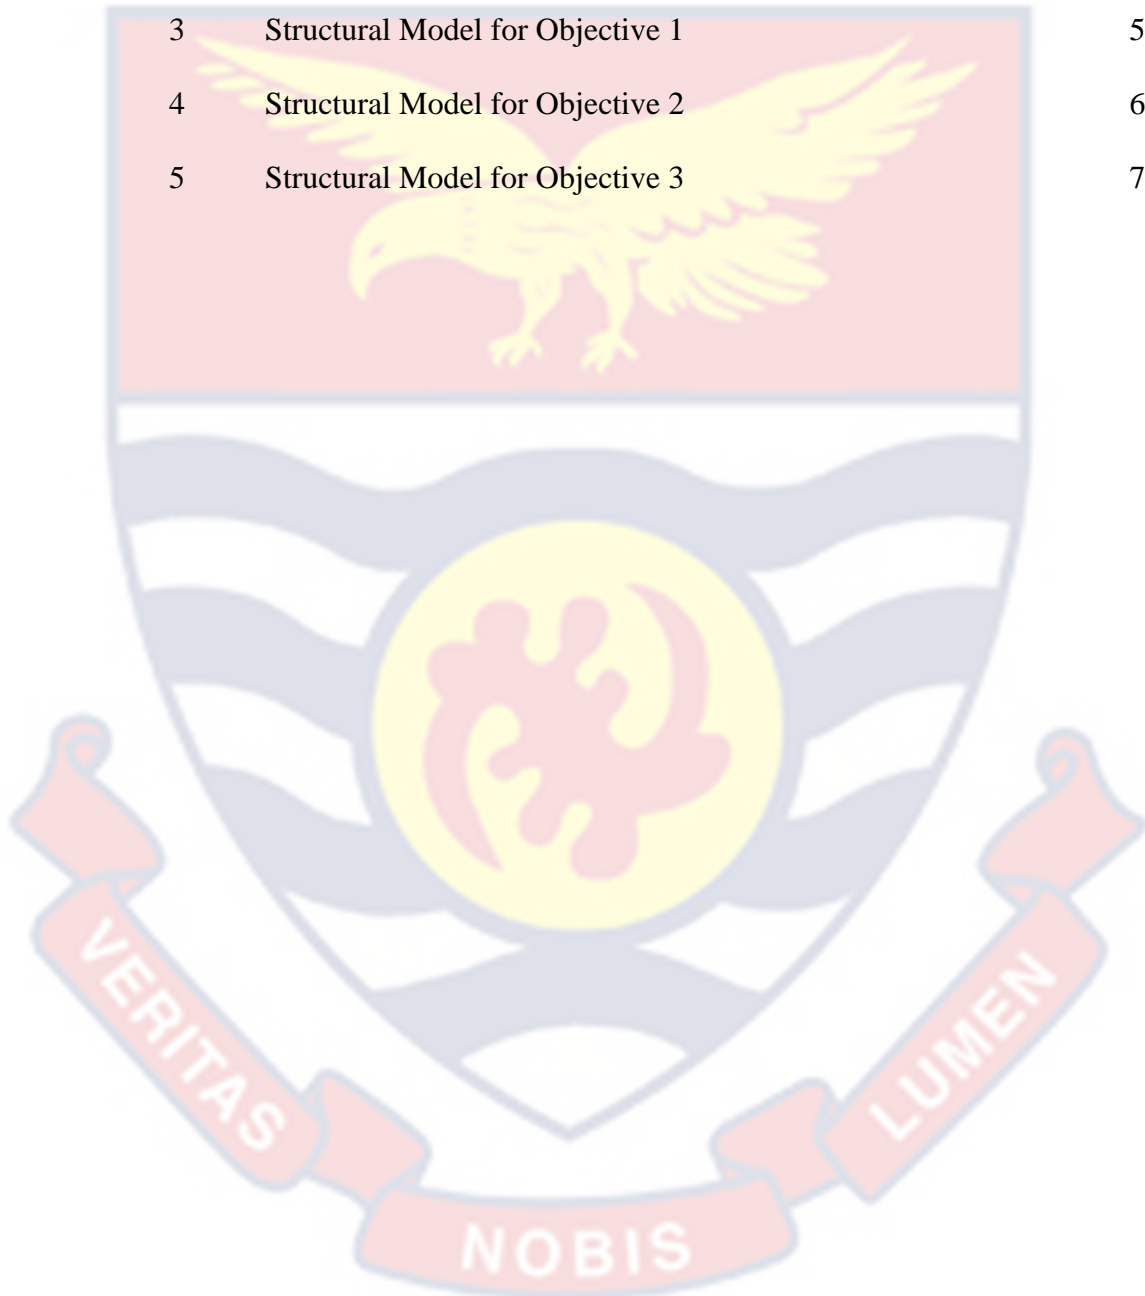 3 Structural Model for Objective 1 5
4 Structural Model for Objective 2 6
5 Structural Model for Objective 3 7
VERITAS
NOBIS
LUMEN